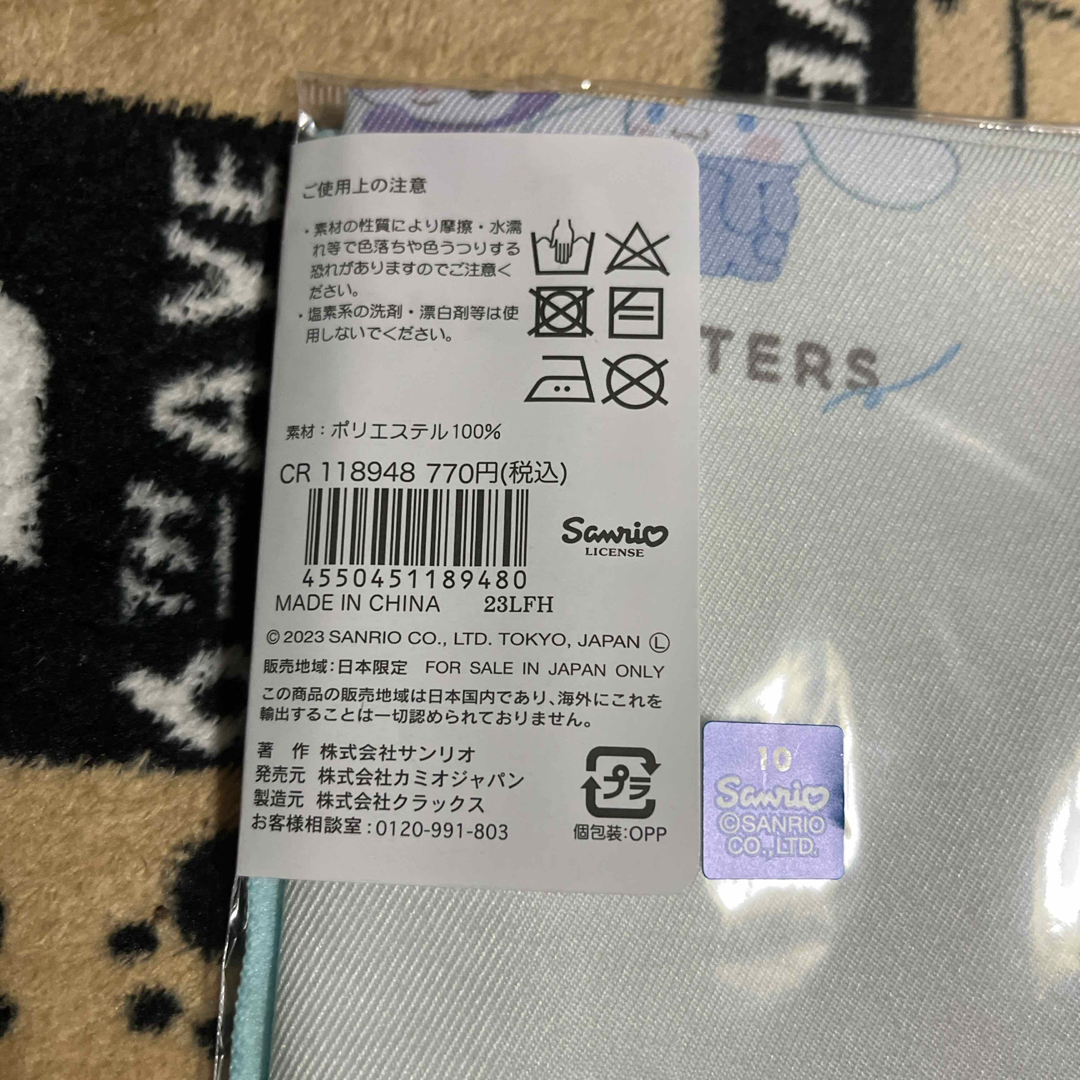 HAVE
TERS
ご使用上の注意
・素材の性質により摩擦・水濡
れ等で色落ちや色うつりする
恐れがありますのでご注意く
ださい。
・塩素系の洗剤・漂白剤等は使
用しないでください。
素材：ポリエステル100%
CR 118948 770円(税込)
4550451189480
Sanrio
LICENSE
MADE IN CHINA 23LFH
© 2023 SANRIO CO., LTD. TOKYO, JAPAN Ⓛ
販売地域：日本限定 FOR SALE IN JAPAN ONLY
この商品の販売地域は日本国内であり、海外にこれを
輸出することは一切認められておりません。
著 作 株式会社サンリオ
発売元 株式会社カミオジャパン
製造元 株式会社クラックス
お客様相談室：0120-991-803
プラ
個包装：OPP
10
Sanrio
©SANRIO
CO.,LTD.